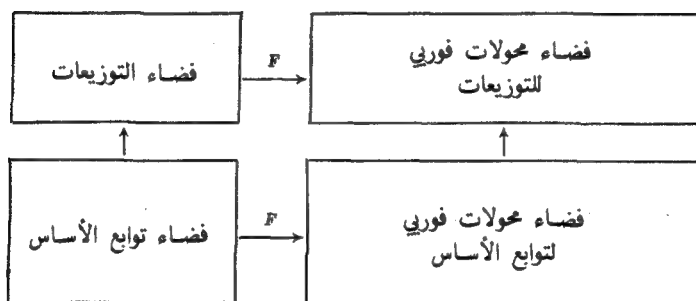 فضاء التوزيعات
F
فضاء محولات فوريي
للتوزيعات
فضاء توابع الأساس
F
فضاء محولات فوريي
لتوابع الأساس